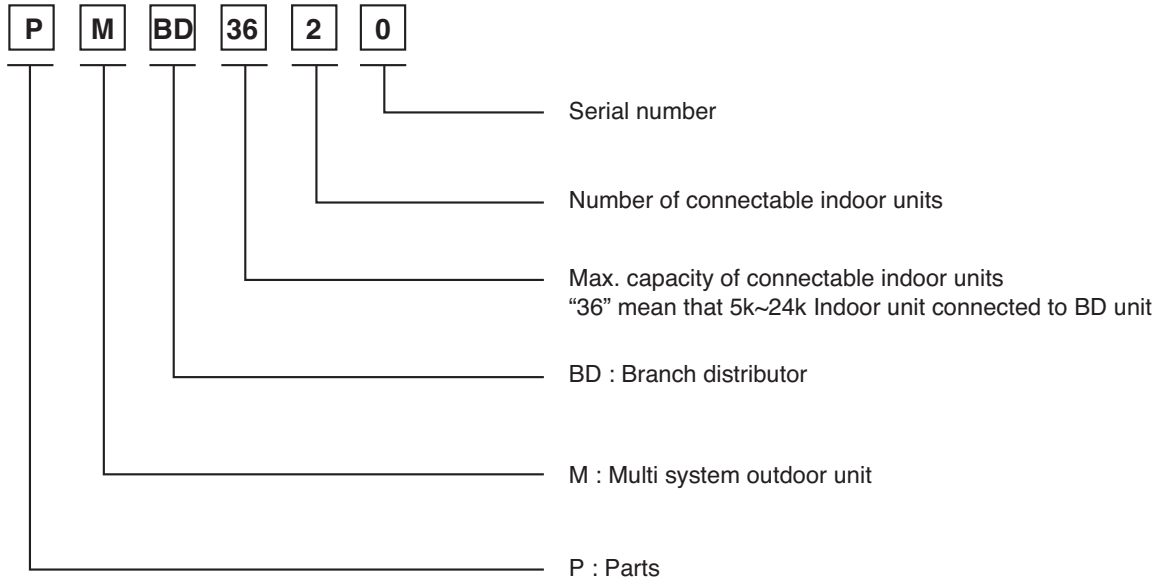 P M BD 36 2 0
Serial number
Number of connectable indoor units
Max. capacity of connectable indoor units
“36” mean that 5k~24k Indoor unit connected to BD unit
BD : Branch distributor
M : Multi system outdoor unit
P : Parts